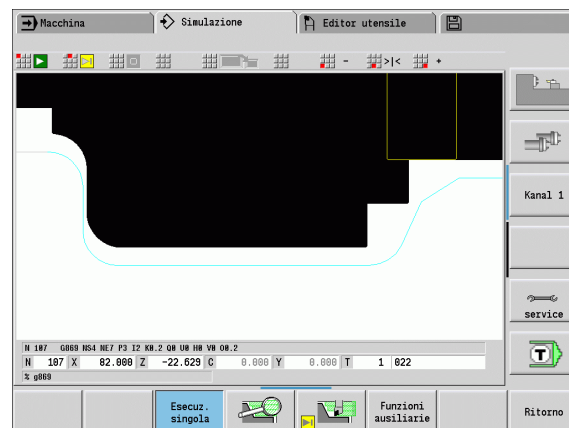 Macchina
Simulazione
Editor utensile
- >|< +
Kanal 1
service
N 107 G869 NS4 NE7 P3 I2 K0.2 Q0 U0 H0 V0 O0.2
N 107 X 82.000 Z -22.629 C 0.000 Y 0.000 T 1 022
% g869
T
Esecuz. singola
Funzioni ausiliarie
Ritorno